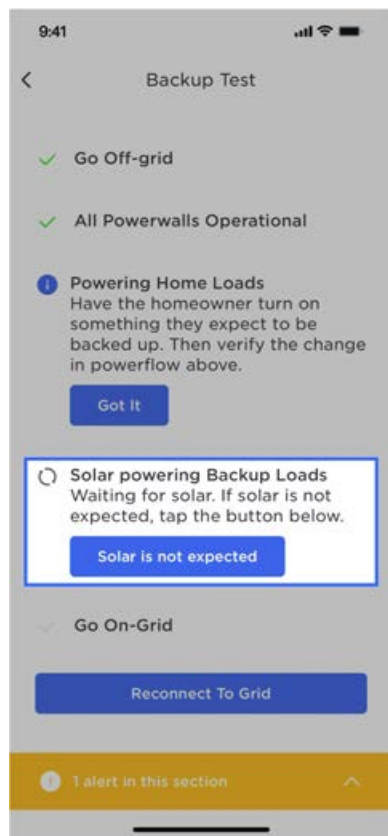 9:41
Backup Test
Go Off-grid
All Powerwalls Operational
Powering Home Loads
Have the homeowner turn on
something they expect to be
backed up. Then verify the change
in powerflow above.
Got It
Solar powering Backup Loads
Waiting for solar. If solar is not
expected, tap the button below.
Solar is not expected
Go On-Grid
Reconnect To Grid
1 alert in this section